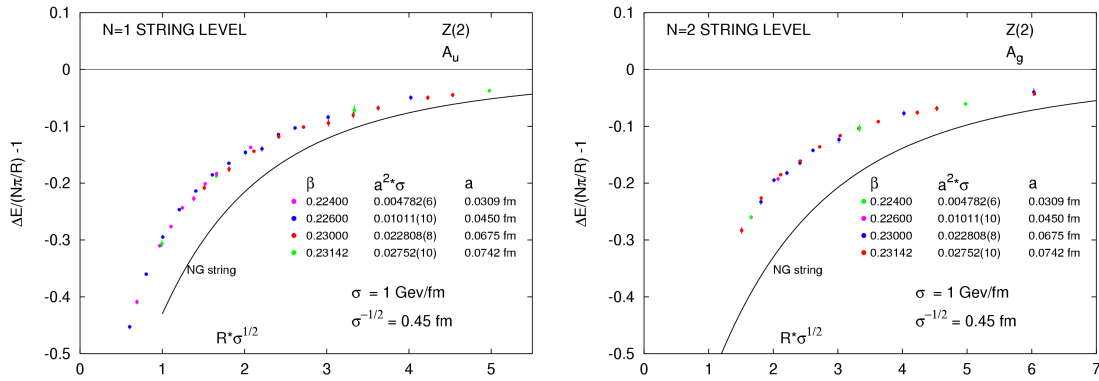 N=1 STRING LEVEL
Z(2)
A_u
β a^2*σ a
0.22400 0.004782(6) 0.0309 fm
0.22600 0.01011(10) 0.0450 fm
0.23000 0.022808(8) 0.0675 fm
0.23142 0.02752(10) 0.0742 fm
NG string
σ = 1 Gev/fm
σ^{-1/2} = 0.45 fm
R*σ^{1/2}
ΔE/(Nπ/R) -1
0.1
0
-0.1
-0.2
-0.3
-0.4
-0.5
0 1 2 3 4 5
N=2 STRING LEVEL
Z(2)
A_g
β a^2*σ a
0.22400 0.004782(6) 0.0309 fm
0.22600 0.01011(10) 0.0450 fm
0.23000 0.022808(8) 0.0675 fm
0.23142 0.02752(10) 0.0742 fm
NG string
σ = 1 Gev/fm
σ^{-1/2} = 0.45 fm
R*σ^{1/2}
ΔE/(Nπ/R) -1
0.1
0
-0.1
-0.2
-0.3
-0.4
-0.5
0 1 2 3 4 5 6 7